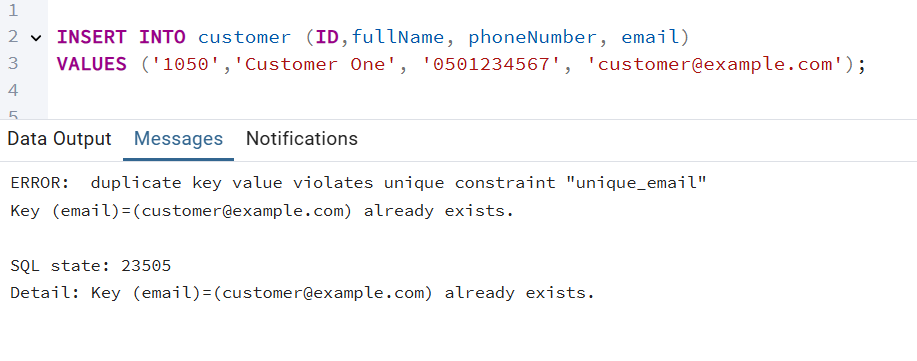 1
2 INSERT INTO customer (ID,fullName, phoneNumber, email)
3 VALUES ('1050','Customer One', '0501234567', 'customer@example.com');
4
5
Data Output Messages Notifications
ERROR:  duplicate key value violates unique constraint "unique_email"
Key (email)=(customer@example.com) already exists.
SQL state: 23505
Detail: Key (email)=(customer@example.com) already exists.